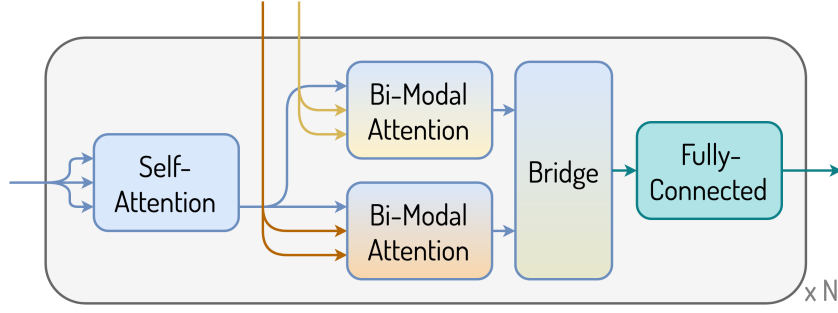 Self-
Attention
Bi-Modal
Attention
Bi-Modal
Attention
Bridge
Fully-
Connected
x N